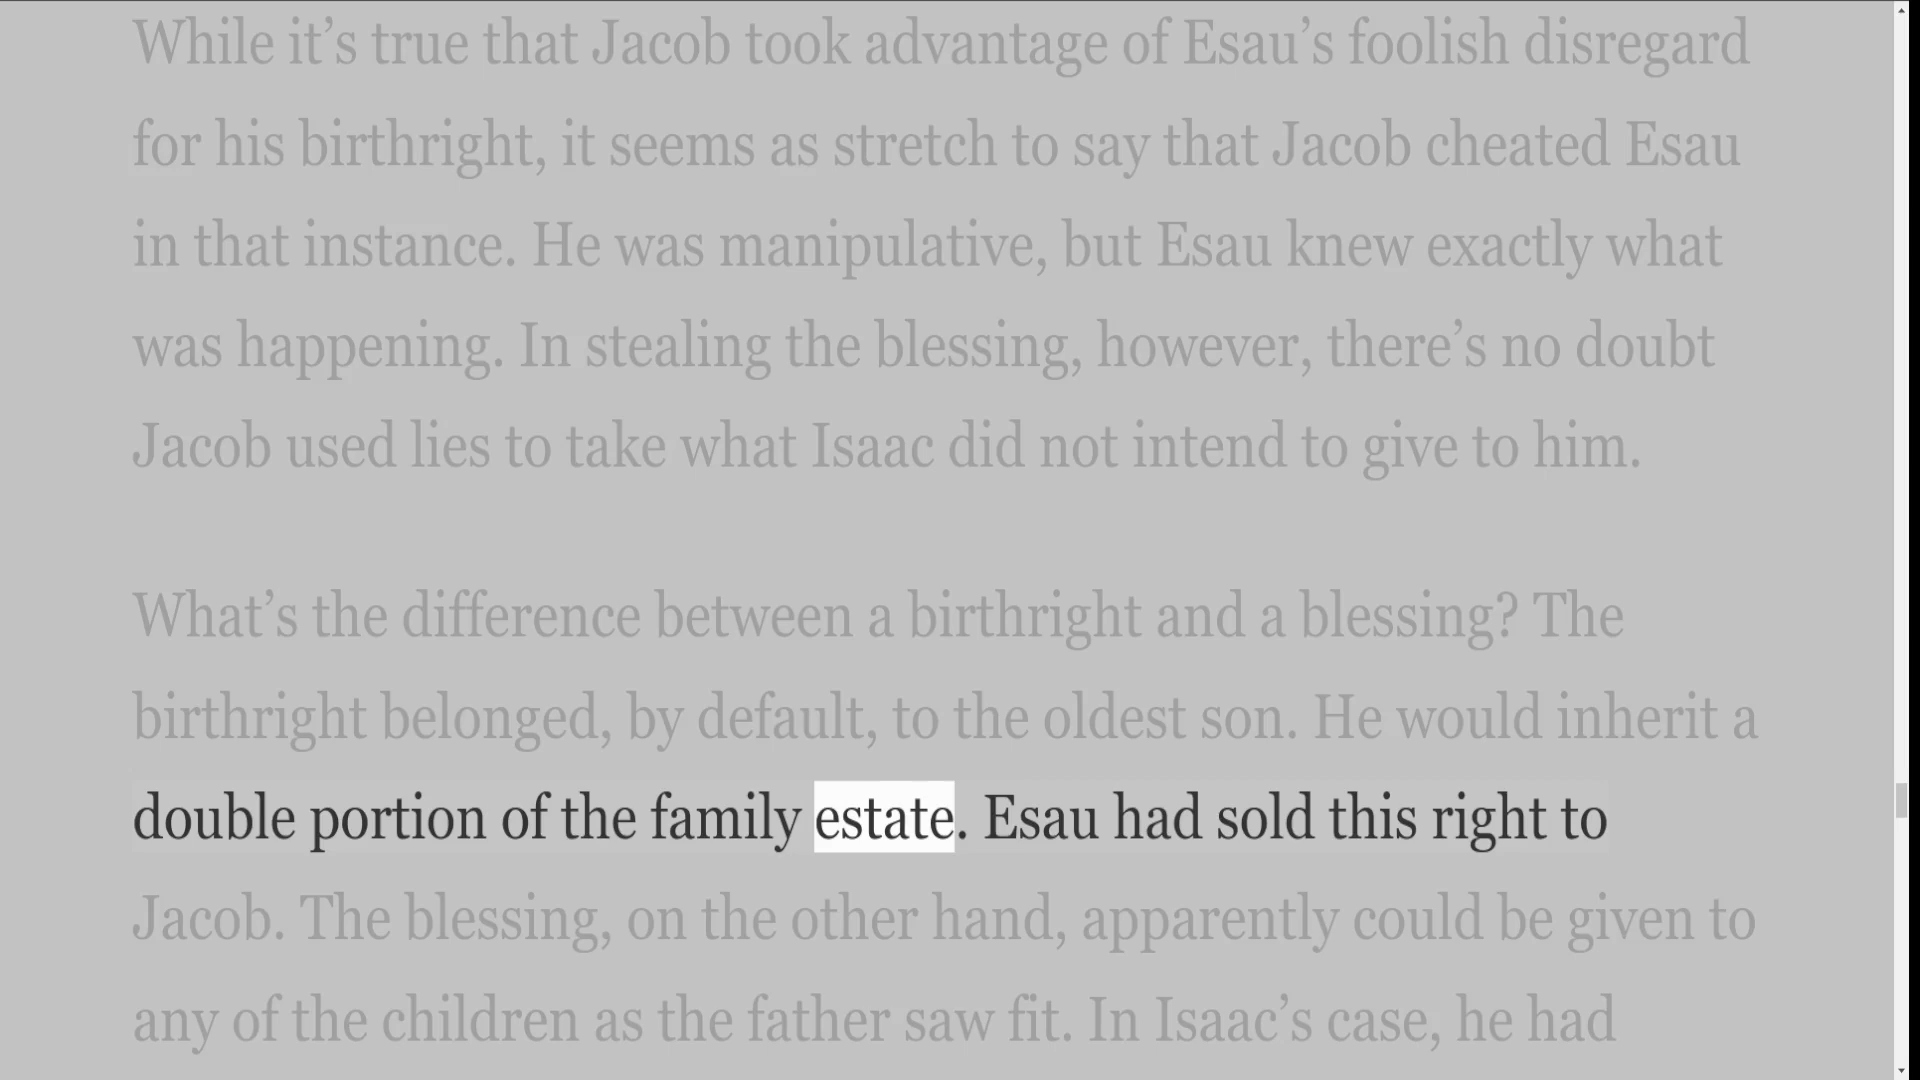 While it’s true that Jacob took advantage of Esau’s foolish disregard
for his birthright, it seems as stretch to say that Jacob cheated Esau
in that instance. He was manipulative, but Esau knew exactly what
was happening. In stealing the blessing, however, there’s no doubt
Jacob used lies to take what Isaac did not intend to give to him.
What’s the difference between a birthright and a blessing? The
birthright belonged, by default, to the oldest son. He would inherit a
double portion of the family estate. Esau had sold this right to
Jacob. The blessing, on the other hand, apparently could be given to
any of the children as the father saw fit. In Isaac’s case, he had